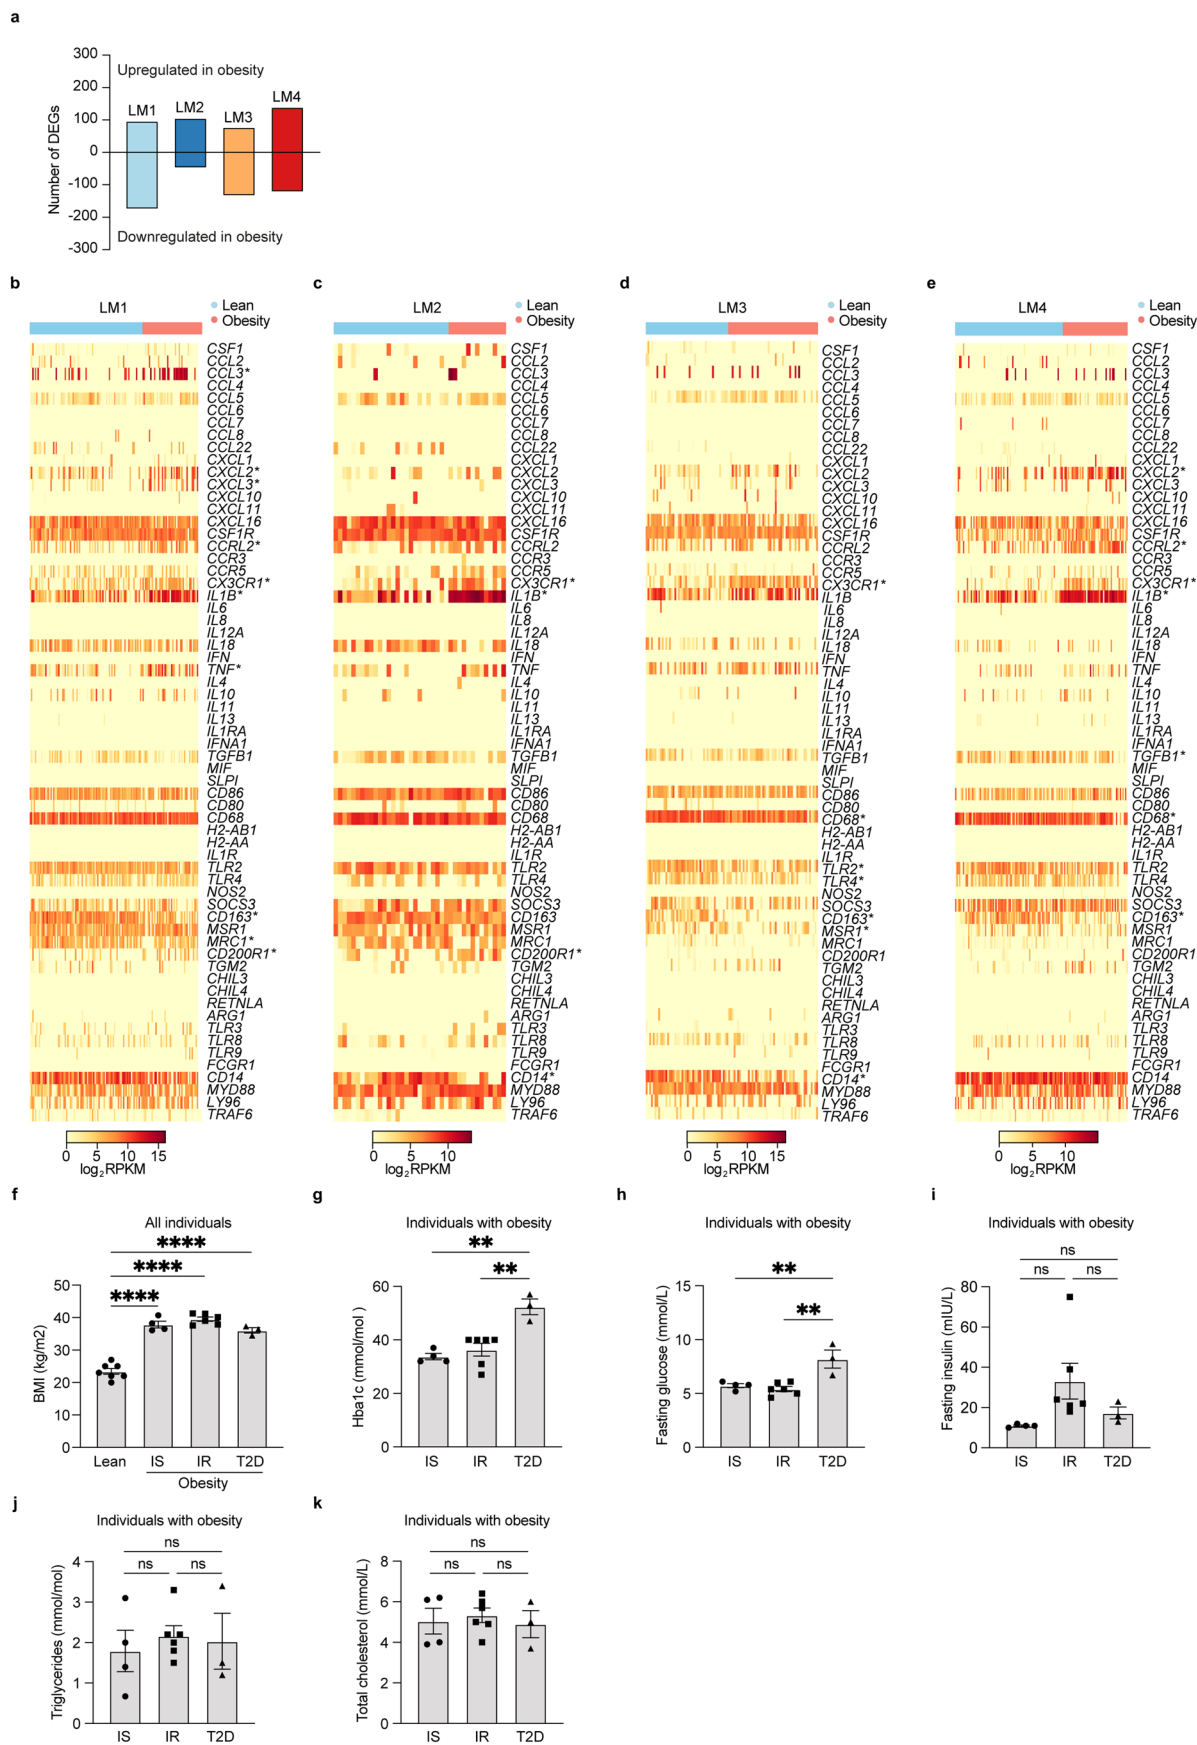 a
300
200
100
0
-100
-200
-300
Number of DEGs
Upregulated in obesity
LM1
LM2
LM3
LM4
Downregulated in obesity
b
LM1
Lean
Obesity
CSF1
CCL2
CCL3*
CCL4
CCL5
CCL6
CCL7
CCL8
CCL22
CXCL1
CXCL2*
CXCL3*
CXCL10
CXCL11
CXCL16
CSF1R
CCRL2*
CCR3
CCR5
CX3CR1*
IL1B*
IL6
IL8
IL12A
IL18
IFN
TNF*
IL4
IL10
IL11
IL13
IL1RA
IFNA1
TGFB1
MIF
SLPI
CD86
CD80
CD68
H2-AB1
H2-AA
IL1R
TLR2
TLR4
NOS2
SOCS3
CD163*
MSR1
MRC1*
CD200R1*
TGM2
CHIL3
CHIL4
RETNLA
ARG1
TLR3
TLR8
TLR9
FCGR1
CD14
MYD88
LY96
TRAF6
0 5 10 15
log2RPKM
c
LM2
Lean
Obesity
CSF1
CCL2
CCL3
CCL4
CCL5
CCL6
CCL7
CCL8
CCL22
CXCL1
CXCL2
CXCL3
CXCL10
CXCL11
CXCL16
CSF1R
CCRL2
CCR3
CCR5
CX3CR1*
IL1B*
IL6
IL8
IL12A
IL18
IFN
TNF
IL4
IL10
IL11
IL13
IL1RA
IFNA1
TGFB1
MIF
SLPI
CD86
CD80
CD68
H2-AB1
H2-AA
IL1R
TLR2
TLR4
NOS2
SOCS3
CD163
MSR1
MRC1
CD200R1*
TGM2
CHIL3
CHIL4
RETNLA
ARG1
TLR3
TLR8
TLR9
FCGR1
CD14*
MYD88
LY96
TRAF6
0 5 10
log2RPKM
d
LM3
Lean
Obesity
CSF1
CCL2
CCL3
CCL4
CCL5
CCL6
CCL7
CCL8
CCL22
CXCL1
CXCL2
CXCL3
CXCL10
CXCL11
CXCL16
CSF1R
CCRL2
CCR3
CCR5
CX3CR1*
IL1B
IL6
IL8
IL12A
IL18
IFN
TNF
IL4
IL10
IL11
IL13
IL1RA
IFNA1
TGFB1
MIF
SLPI
CD86
CD80
CD68*
H2-AB1
H2-AA
IL1R
TLR2*
TLR4*
NOS2
SOCS3
CD163*
MSR1*
MRC1
CD200R1
TGM2
CHIL3
CHIL4
RETNLA
ARG1
TLR3
TLR8
TLR9
FCGR1
CD14*
MYD88
LY96
TRAF6
0 5 10 15
log2RPKM
e
LM4
Lean
Obesity
CSF1
CCL2
CCL3
CCL4
CCL5
CCL6
CCL7
CCL8
CCL22
CXCL1
CXCL2*
CXCL3
CXCL10
CXCL11
CXCL16
CSF1R
CCRL2*
CCR3
CCR5
CX3CR1*
IL1B*
IL6
IL8
IL12A
IL18
IFN
TNF
IL4
IL10
IL11
IL13
IL1RA
IFNA1
TGFB1*
MIF
SLPI
CD86
CD80
CD68*
H2-AB1
H2-AA
IL1R
TLR2
TLR4
NOS2
SOCS3
CD163*
MSR1
MRC1
CD200R1
TGM2
CHIL3
CHIL4
RETNLA
ARG1
TLR3
TLR8
TLR9
FCGR1
CD14
MYD88
LY96
TRAF6
0 5 10
log2RPKM
f
All individuals
****
****
****
50
40
30
20
10
0
BMI (kg/m2)
Lean IS IR T2D
Obesity
g
Individuals with obesity
**
**
60
40
20
0
Hba1c (mmol/mol )
IS IR T2D
h
Individuals with obesity
**
**
15
10
5
0
Fasting glucose (mmol/L)
IS IR T2D
i
Individuals with obesity
ns
ns ns
80
60
40
20
0
Fasting insulin (mIU/L)
IS IR T2D
j
Individuals with obesity
ns
ns ns
4
3
2
1
0
Triglycerides (mmol/mol)
IS IR T2D
k
Individuals with obesity
ns
ns ns
8
6
4
2
0
Total cholesterol (mmol/L)
IS IR T2D